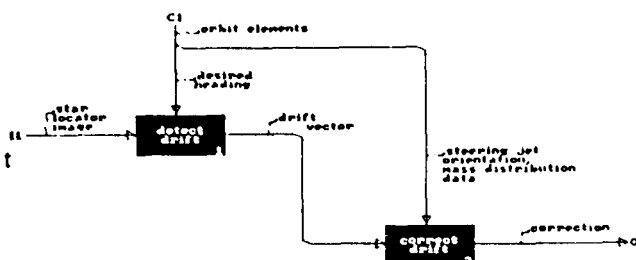 C1
orbit elements
desired
heading
star
locator
image
I1
detect
drift
1
drift
vector
t
steering jet
orientation,
mass distribution
data
correct
drift
correction